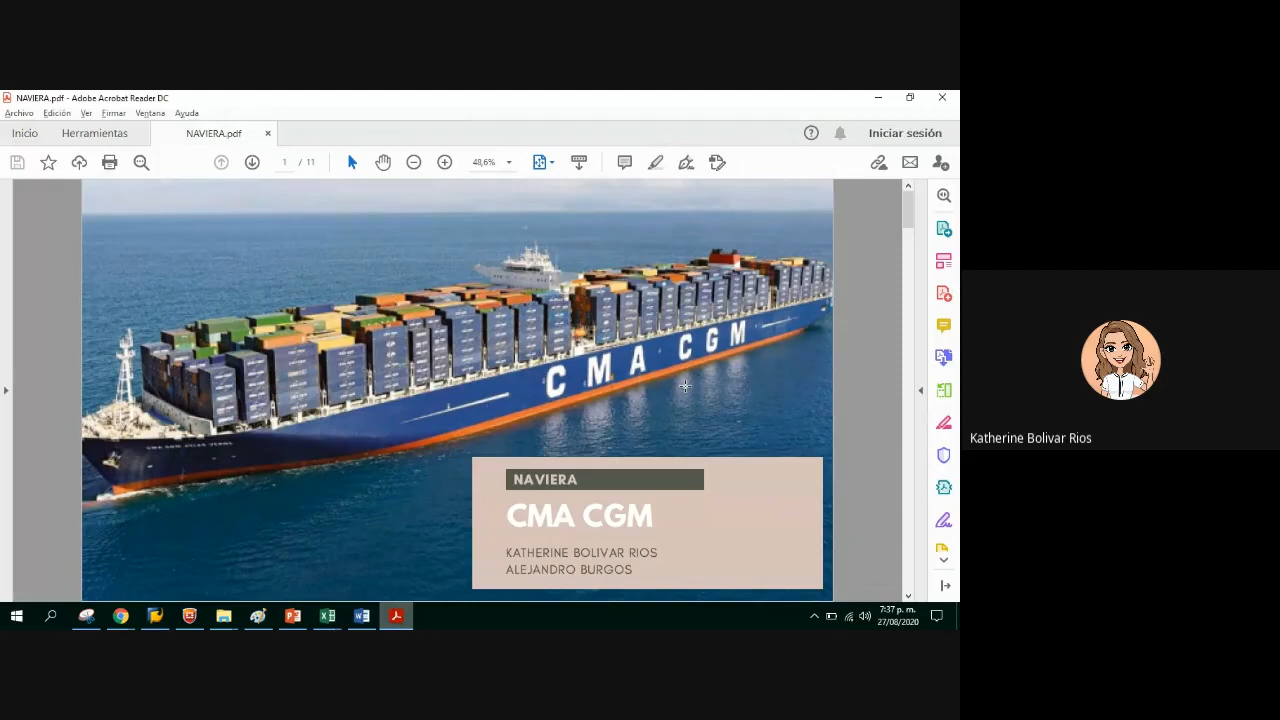 NAVIERA.pdf - Adobe Acrobat Reader DC
Archivo Edición Ver Firmar Ventana Ayuda
Inicio Herramientas NAVIERA.pdf × Iniciar sesión
1 / 11 48,6%
CMA CGM
NAVIERA
CMA CGM
KATHERINE BOLIVAR RIOS
ALEJANDRO BURGOS
Katherine Bolivar Rios
7:37 p. m.
27/08/2020